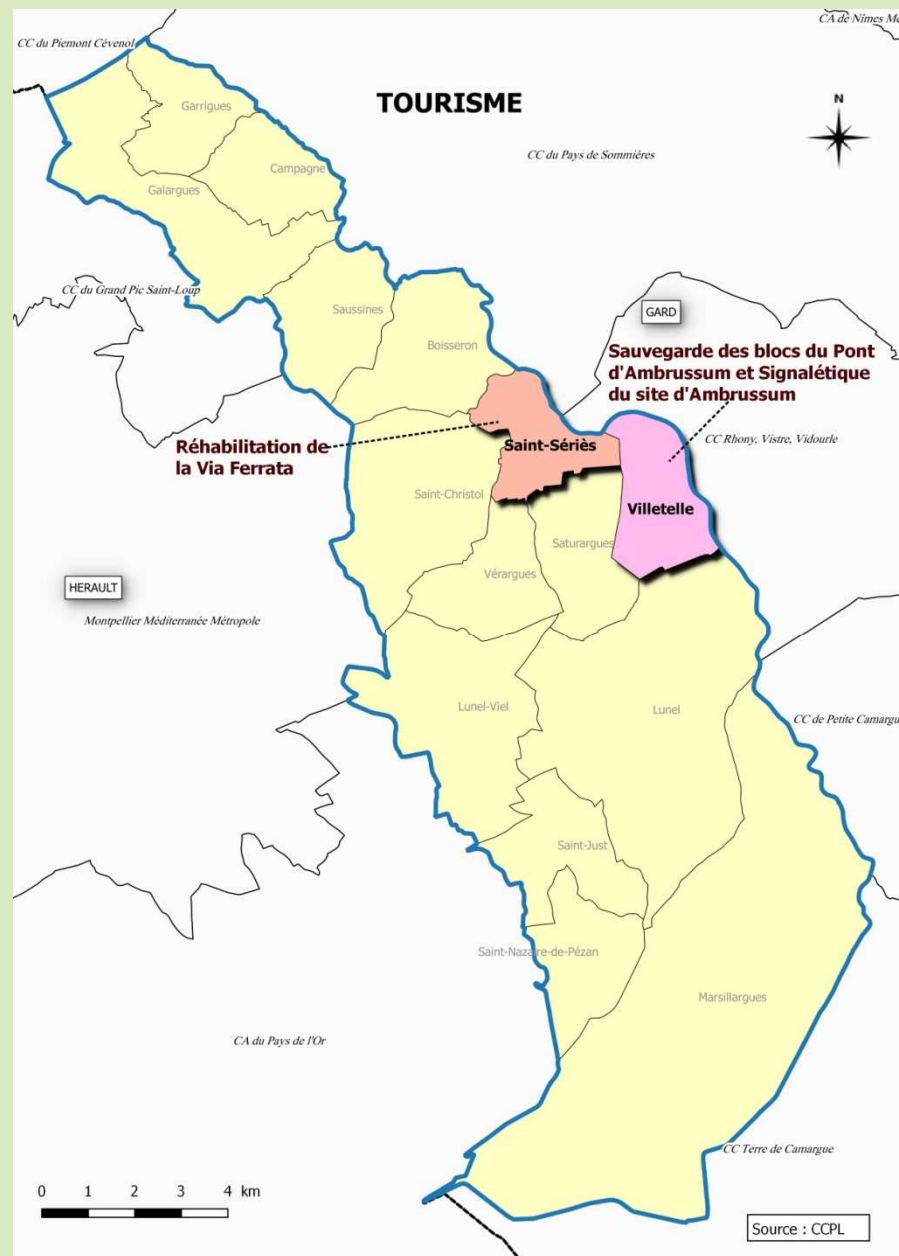 CA de Nîmes Mé
CC du Piemont Cévenol
TOURISME
N
Garrigues
CC du Pays de Sommières
Campagne
Galargues
CC du Grand Pic Saint-Loup
Saussines
GARD
Boisseron
Sauvegarde des blocs du Pont
d'Ambrussum et Signalétique
du site d'Ambrussum
CC Rhony, Vistre, Vidourle
Réhabilitation de
la Via Ferrata
Saint-Sériès
Saint-Christol
Villetelle
Saturargues
Vérargues
HERAULT
Montpellier Méditerranée Métropole
Lunel-Viel
Lunel
CC de Petite Camargu
Saint-Just
Saint-Nazaire-de-Pézan
Marsillargues
CA du Pays de l'Or
CC Terre de Camargue
0 1 2 3 4 km
Source : CCPL